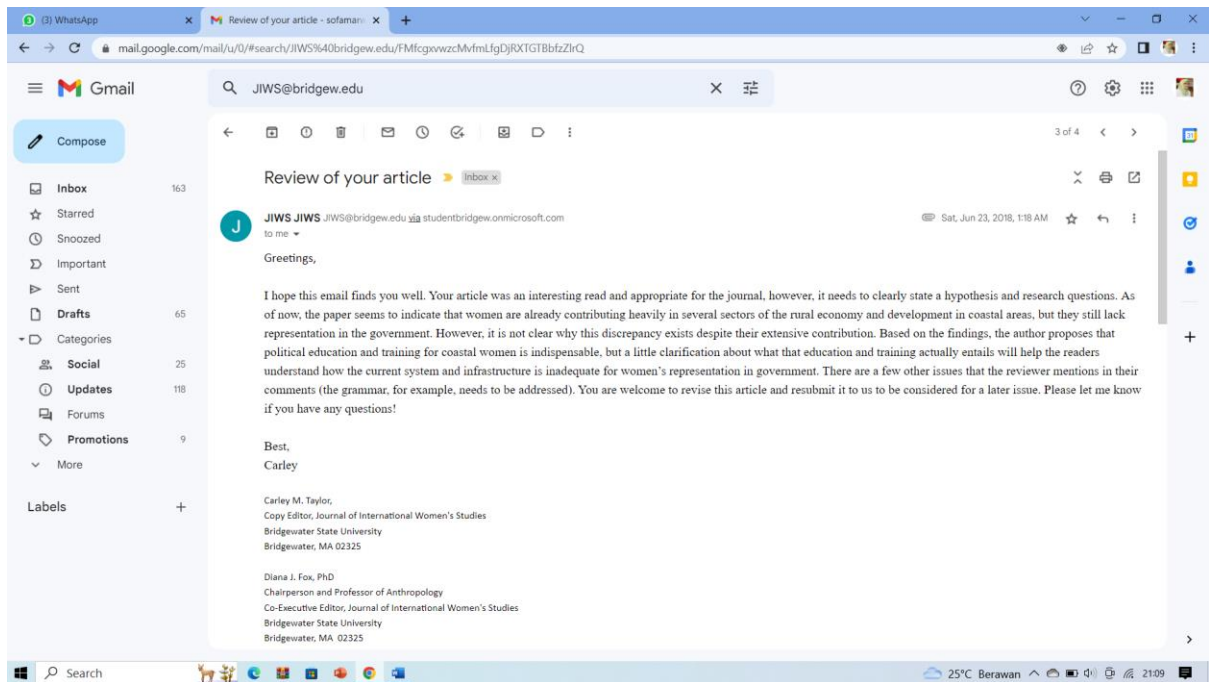 (3) WhatsApp
Review of your article - sofamar
mail.google.com/mail/u/0/#search/JIWS%40bridgew.edu/FMfcgxvwzcMvfmLfgDjRXTGTBbfzZlrQ
Gmail
JIWS@bridgew.edu
Compose
3 of 4
Inbox 163
Starred
Snoozed
Important
Sent
Drafts 65
Categories
Social 25
Updates 118
Forums
Promotions 9
More
Labels
Review of your article Inbox x
JIWS JIWS JIWS@bridgew.edu via studentbridgew.onmicrosoft.com Sat, Jun 23, 2018, 1:18 AM
to me
Greetings,
I hope this email finds you well. Your article was an interesting read and appropriate for the journal, however, it needs to clearly state a hypothesis and research questions. As
of now, the paper seems to indicate that women are already contributing heavily in several sectors of the rural economy and development in coastal areas, but they still lack
representation in the government. However, it is not clear why this discrepancy exists despite their extensive contribution. Based on the findings, the author proposes that
political education and training for coastal women is indispensable, but a little clarification about what that education and training actually entails will help the readers
understand how the current system and infrastructure is inadequate for women's representation in government. There are a few other issues that the reviewer mentions in their
comments (the grammar, for example, needs to be addressed). You are welcome to revise this article and resubmit it to us to be considered for a later issue. Please let me know
if you have any questions!
Best,
Carley
Carley M. Taylor,
Copy Editor, Journal of International Women's Studies
Bridgewater State University
Bridgewater, MA 02325
Diana J. Fox, PhD
Chairperson and Professor of Anthropology
Co-Executive Editor, Journal of International Women's Studies
Bridgewater State University
Bridgewater, MA 02325
Search
25°C Berawan
21:09